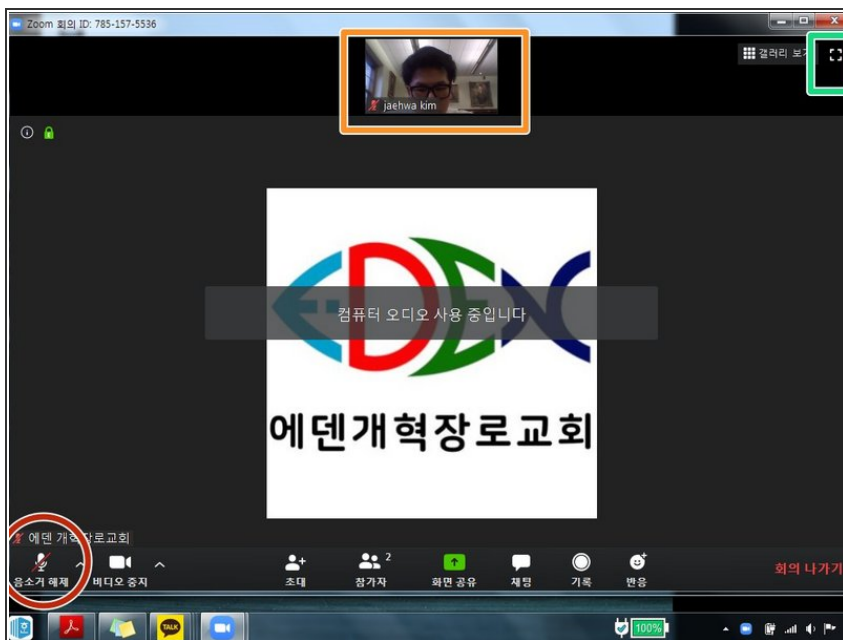 Zoom 회의 ID: 785-157-5536
갤러리 보기
jaehwa kim
EDEN
컴퓨터 오디오 사용 중입니다
에덴개혁장로교회
에덴 개혁장로교회
음소거 해제
비디오 중지
초대
참가자 2
화면 공유
채팅
기록
반응
회의 나가기
TALK
100%